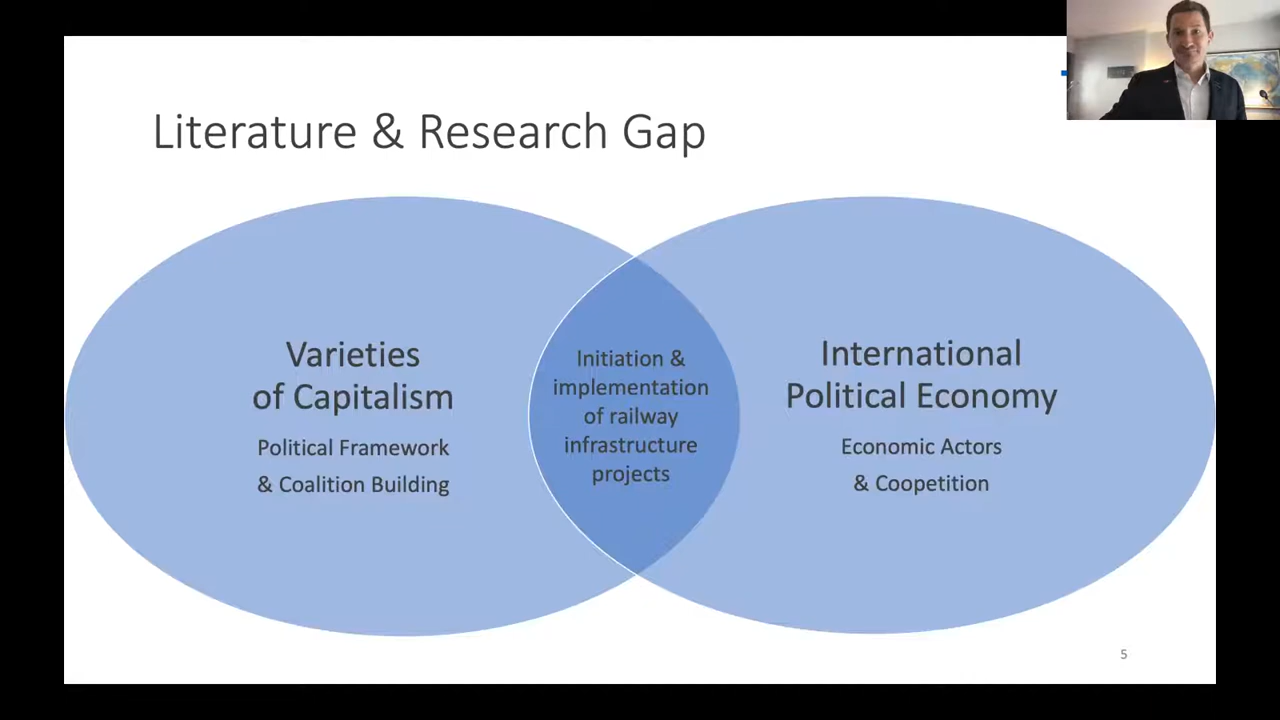 Literature & Research Gap
Varieties
of Capitalism
Political Framework
& Coalition Building
Initiation &
implementation
of railway
infrastructure
projects
International
Political Economy
Economic Actors
& Coopetition
5